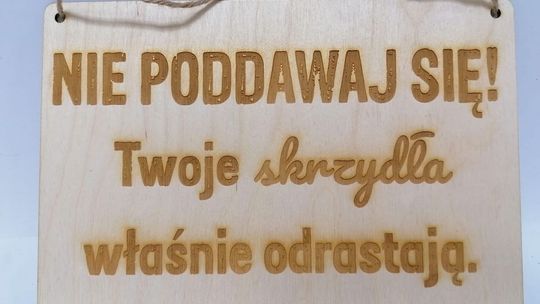 NIE PODDAWAJ SIĘ!
Twoje skrzydła
właśnie odrastają.